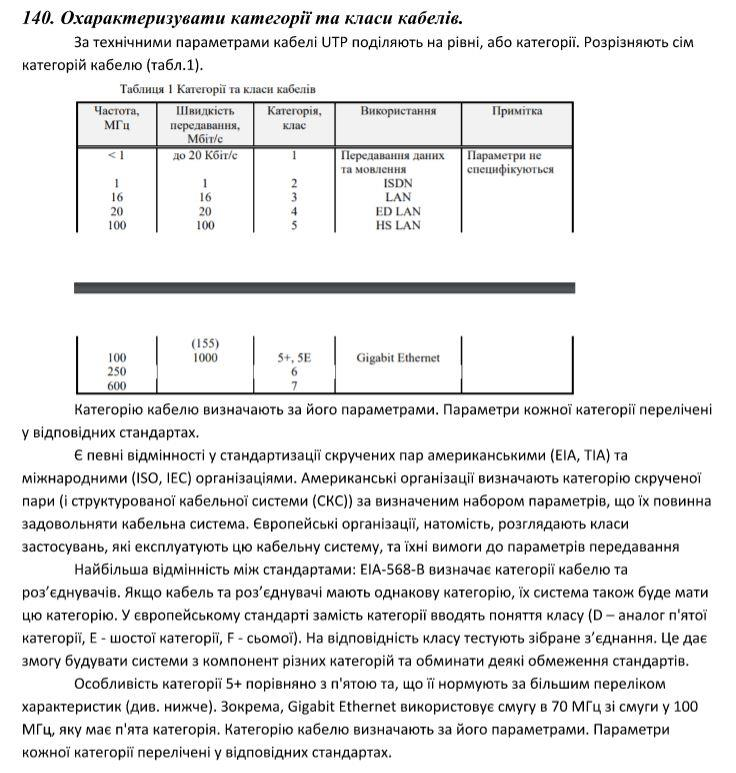 140. Охарактеризувати категорії та класи кабелів.
За технічними параметрами кабелі UTP поділяють на рівні, або категорії. Розрізняють сім
категорій кабелю (табл.1).
Таблиця 1 Категорії та класи кабелів
Частота, МГц Швидкість передавання, Мбіт/с Категорія, клас Використання Примітка
< 1 до 20 Кбіт/с 1 Передавання даних та мовлення Параметри не специфікуються
1 1 2 ISDN
16 16 3 LAN
20 20 4 ED LAN
100 100 5 HS LAN
(155)
100 1000 5+, 5E Gigabit Ethernet
250 6
600 7
Категорію кабелю визначають за його параметрами. Параметри кожної категорії перелічені
у відповідних стандартах.
Є певні відмінності у стандартизації скручених пар американськими (EIA, TIA) та
міжнародними (ISO, IEC) організаціями. Американські організації визначають категорію скрученої
пари (і структурованої кабельної системи (СКС)) за визначеним набором параметрів, що їх повинна
задовольняти кабельна система. Європейські організації, натомість, розглядають класи
застосувань, які експлуатують цю кабельну систему, та їхні вимоги до параметрів передавання
Найбільша відмінність між стандартами: EIA-568-B визначає категорії кабелю та
роз’єднувачів. Якщо кабель та роз’єднувачі мають однакову категорію, їх система також буде мати
цю категорію. У європейському стандарті замість категорії вводять поняття класу (D – аналог п'ятої
категорії, Е - шостої категорії, F - сьомої). На відповідність класу тестують зібране з’єднання. Це дає
змогу будувати системи з компонент різних категорій та обминати деякі обмеження стандартів.
Особливість категорії 5+ порівняно з п'ятою та, що її нормують за більшим переліком
характеристик (див. нижче). Зокрема, Gigabit Ethernet використовує смугу в 70 МГц зі смуги у 100
МГц, яку має п'ята категорія. Категорію кабелю визначають за його параметрами. Параметри
кожної категорії перелічені у відповідних стандартах.